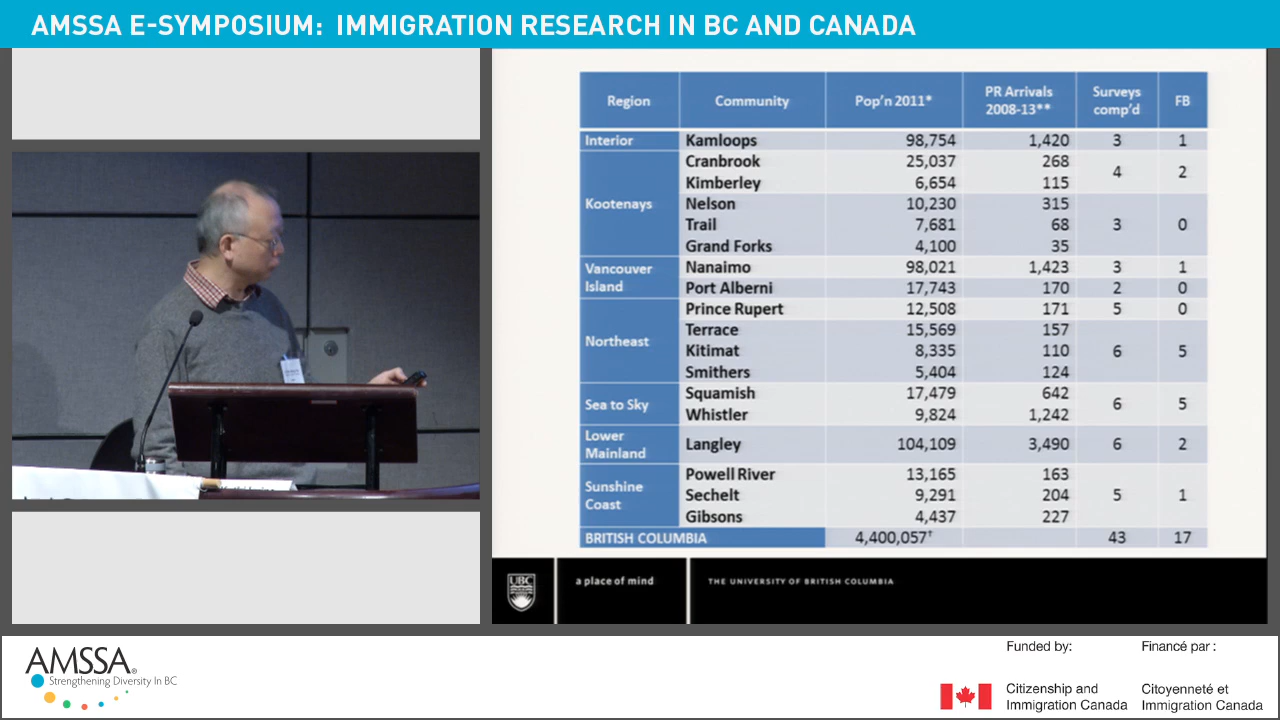 AMSSA E-SYMPOSIUM: IMMIGRATION RESEARCH IN BC AND CANADA
Region Community Pop'n 2011* PR Arrivals 2008-13** Surveys comp'd FB
Interior Kamloops 98,754 1,420 3 1
Kootenays Cranbrook 25,037 268 4 2
Kimberley 6,654 115
Nelson 10,230 315 3 0
Trail 7,681 68
Grand Forks 4,100 35
Vancouver Island Nanaimo 98,021 1,423 3 1
Port Alberni 17,743 170 2 0
Northeast Prince Rupert 12,508 171 5 0
Terrace 15,569 157 6 5
Kitimat 8,335 110
Smithers 5,404 124
Sea to Sky Squamish 17,479 642 6 5
Whistler 9,824 1,242
Lower Mainland Langley 104,109 3,490 6 2
Sunshine Coast Powell River 13,165 163 5 1
Sechelt 9,291 204
Gibsons 4,437 227
BRITISH COLUMBIA 4,400,057† 43 17
UBC a place of mind THE UNIVERSITY OF BRITISH COLUMBIA
AMSSA®
Strengthening Diversity In BC
Funded by:
Citizenship and
Immigration Canada
Financé par :
Citoyenneté et
Immigration Canada